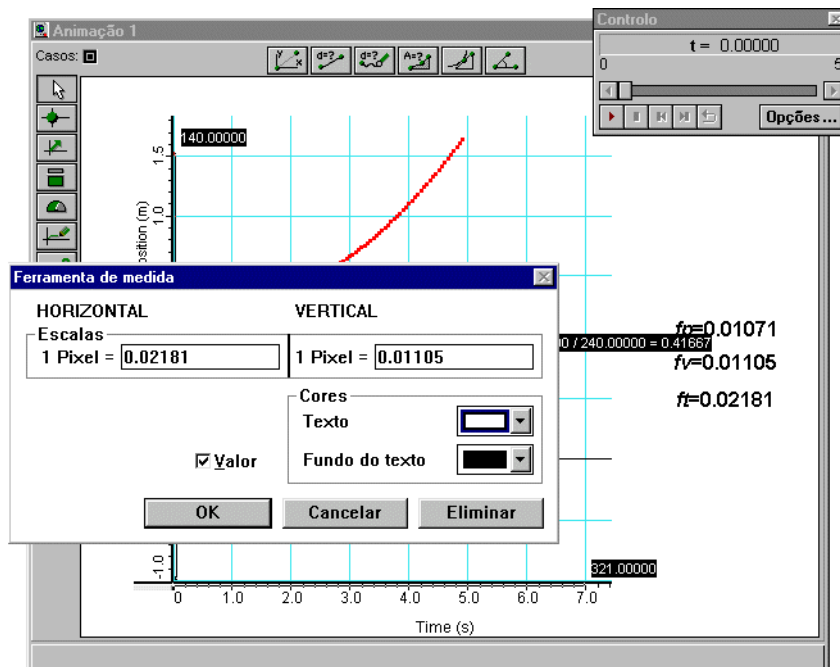 Animação 1
Controlo
Casos:
t = 0.00000
0
5
Opções...
y
x
d=?
d=?
A=?
140.00000
1.5
1.0
osition (m)
Ferramenta de medida
HORIZONTAL
VERTICAL
Escalas
1 Pixel = 0.02181
1 Pixel = 0.01105
Cores
Texto
Valor
Fundo do texto
OK
Cancelar
Eliminar
fp=0.01071
00 / 240.00000 = 0.41667
fv=0.01105
ft=0.02181
-1.0
321.00000
0 1.0 2.0 3.0 4.0 5.0 6.0 7.0
Time (s)